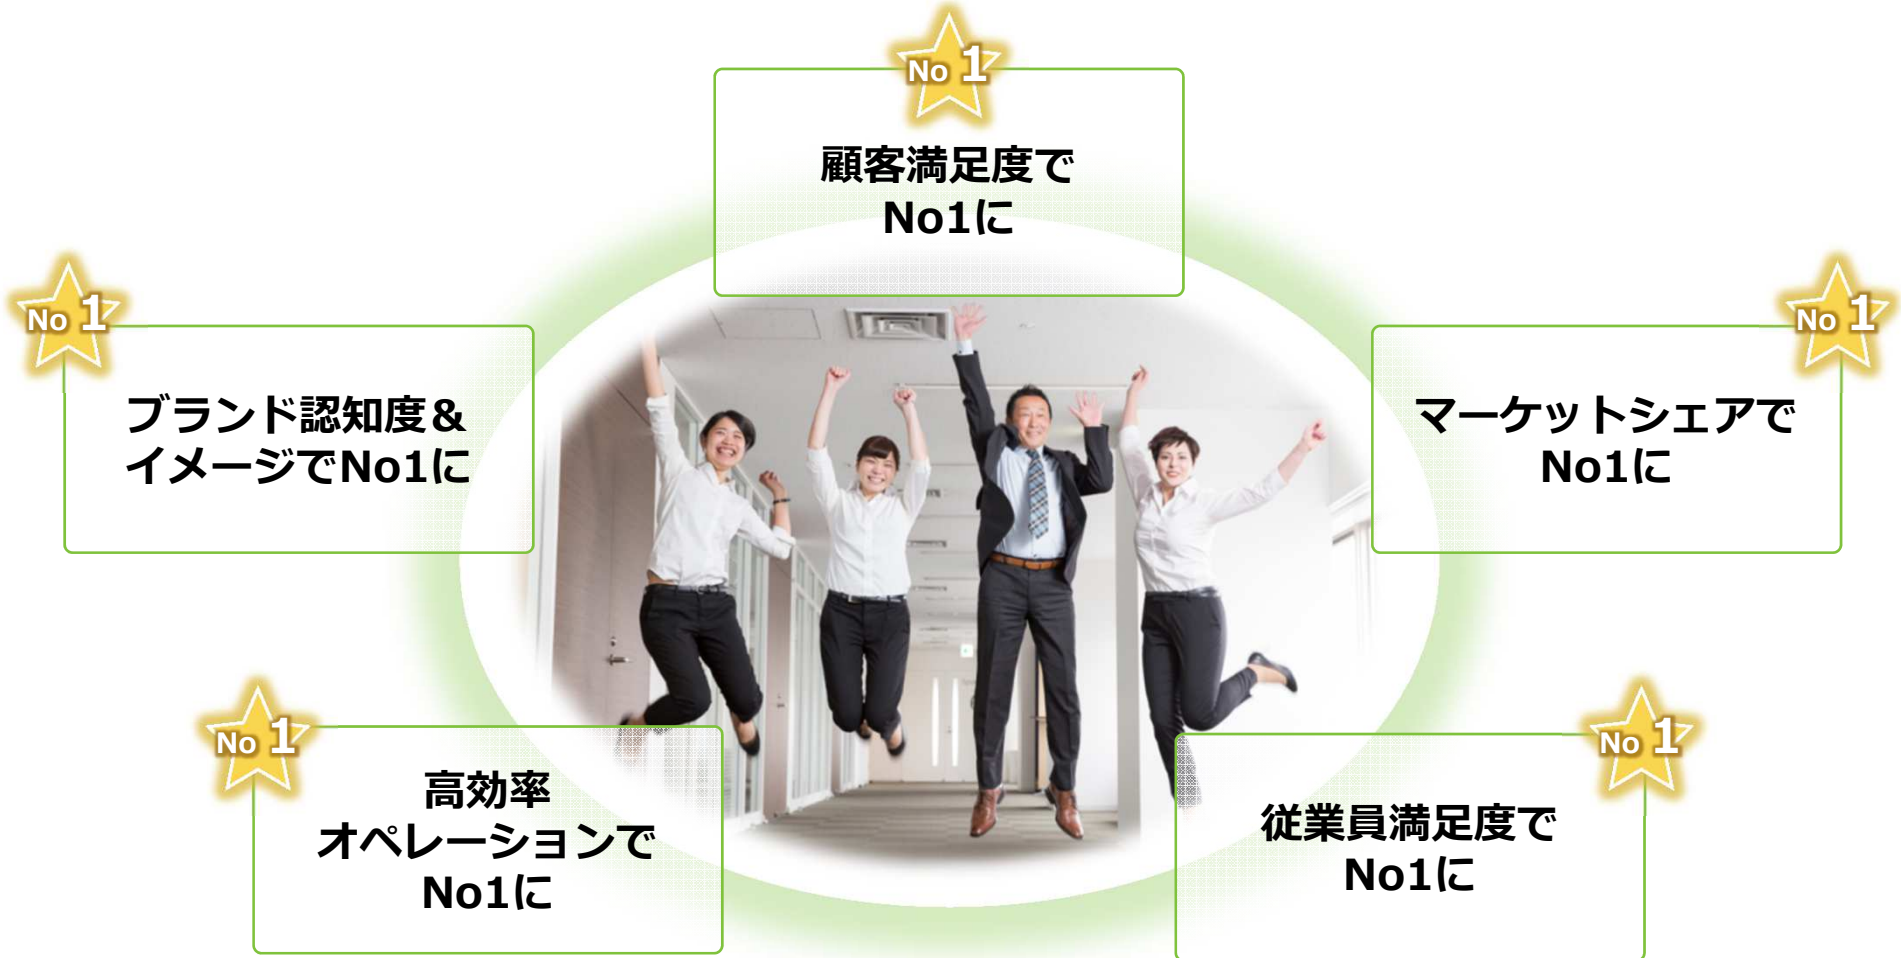 No 1
顧客満足度で
No1に
No 1
ブランド認知度＆
イメージでNo1に
No 1
マーケットシェアで
No1に
No 1
高効率
オペレーションで
No1に
No 1
従業員満足度で
No1に